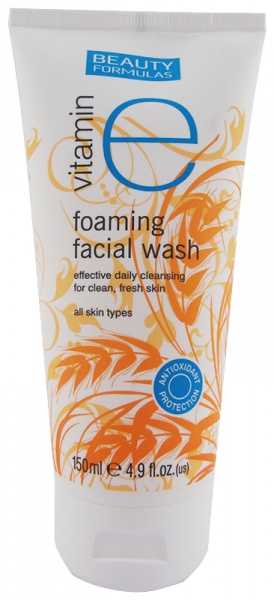 BEAUTY
FORMULAS
vitamin e
foaming
facial wash
effective daily cleansing
for clean, fresh skin
all skin types
ANTIOXIDANT
PROTECTION
150ml ℮ 4.9 fl.oz.(us)